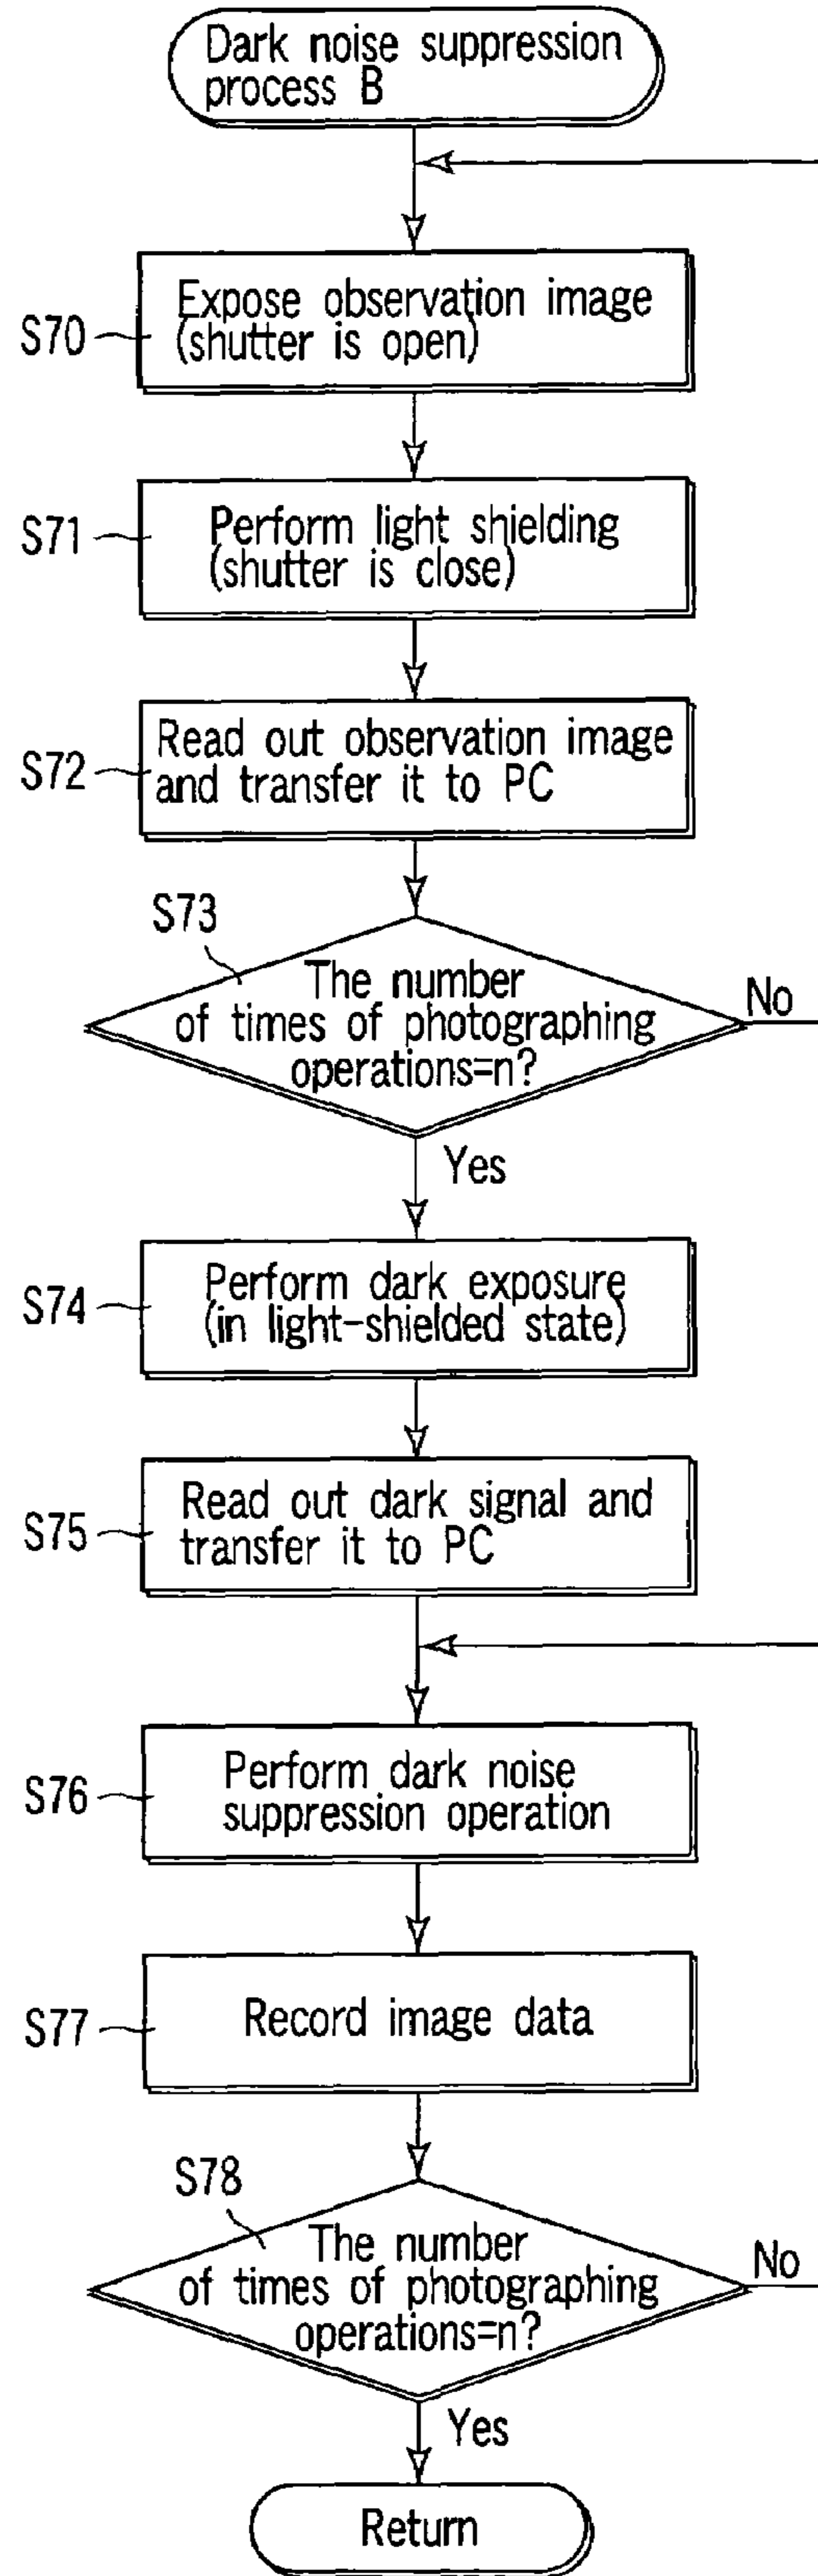 Dark noise suppression
process B
Expose observation image
S70
(shutter is open)
Perform light shielding
S71
(shutter is close)
Read out observation image
S72
and transfer it to PC
S73
The number
No
of times of photographing
operations=n?
Yes
Perform dark exposure
S74
(in light-shielded state)
Read out dark signal and
S75
transfer it to PC
Perform dark noise
S76
suppression operation
S77
Record image data
S78
The number
No
of times of photographing
operations=n?
Yes
Return